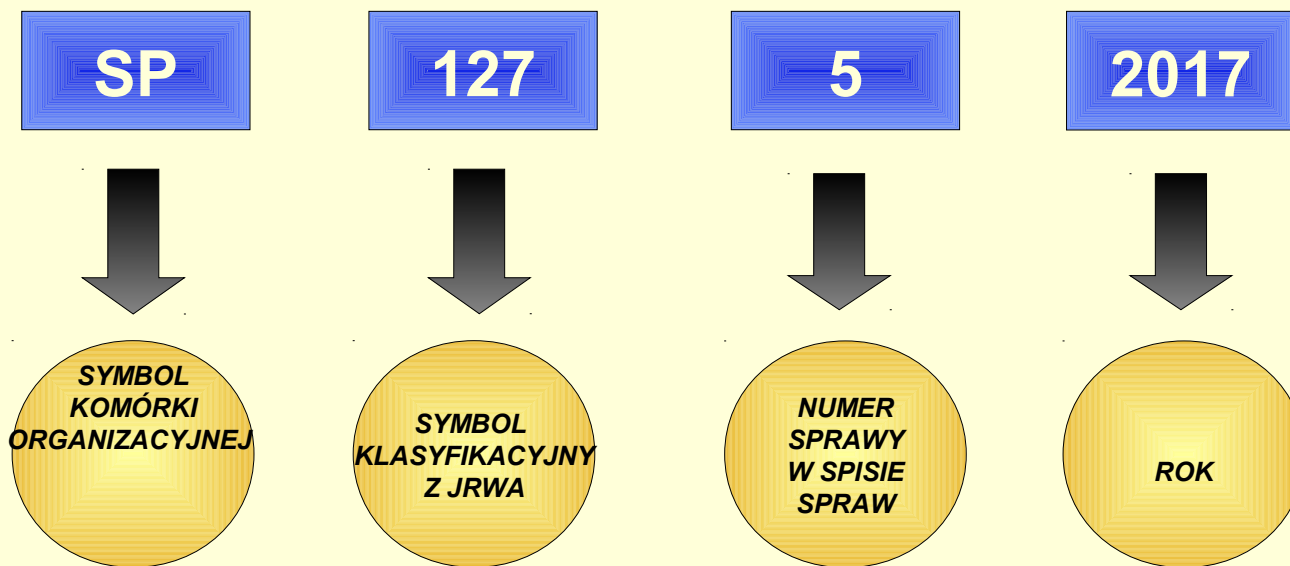 SP
127
5
2017
SYMBOL
KOMÓRKI
ORGANIZACYJNEJ
SYMBOL
KLASYFIKACYJNY
Z JRWA
NUMER
SPRAWY
W SPISIE
SPRAW
ROK